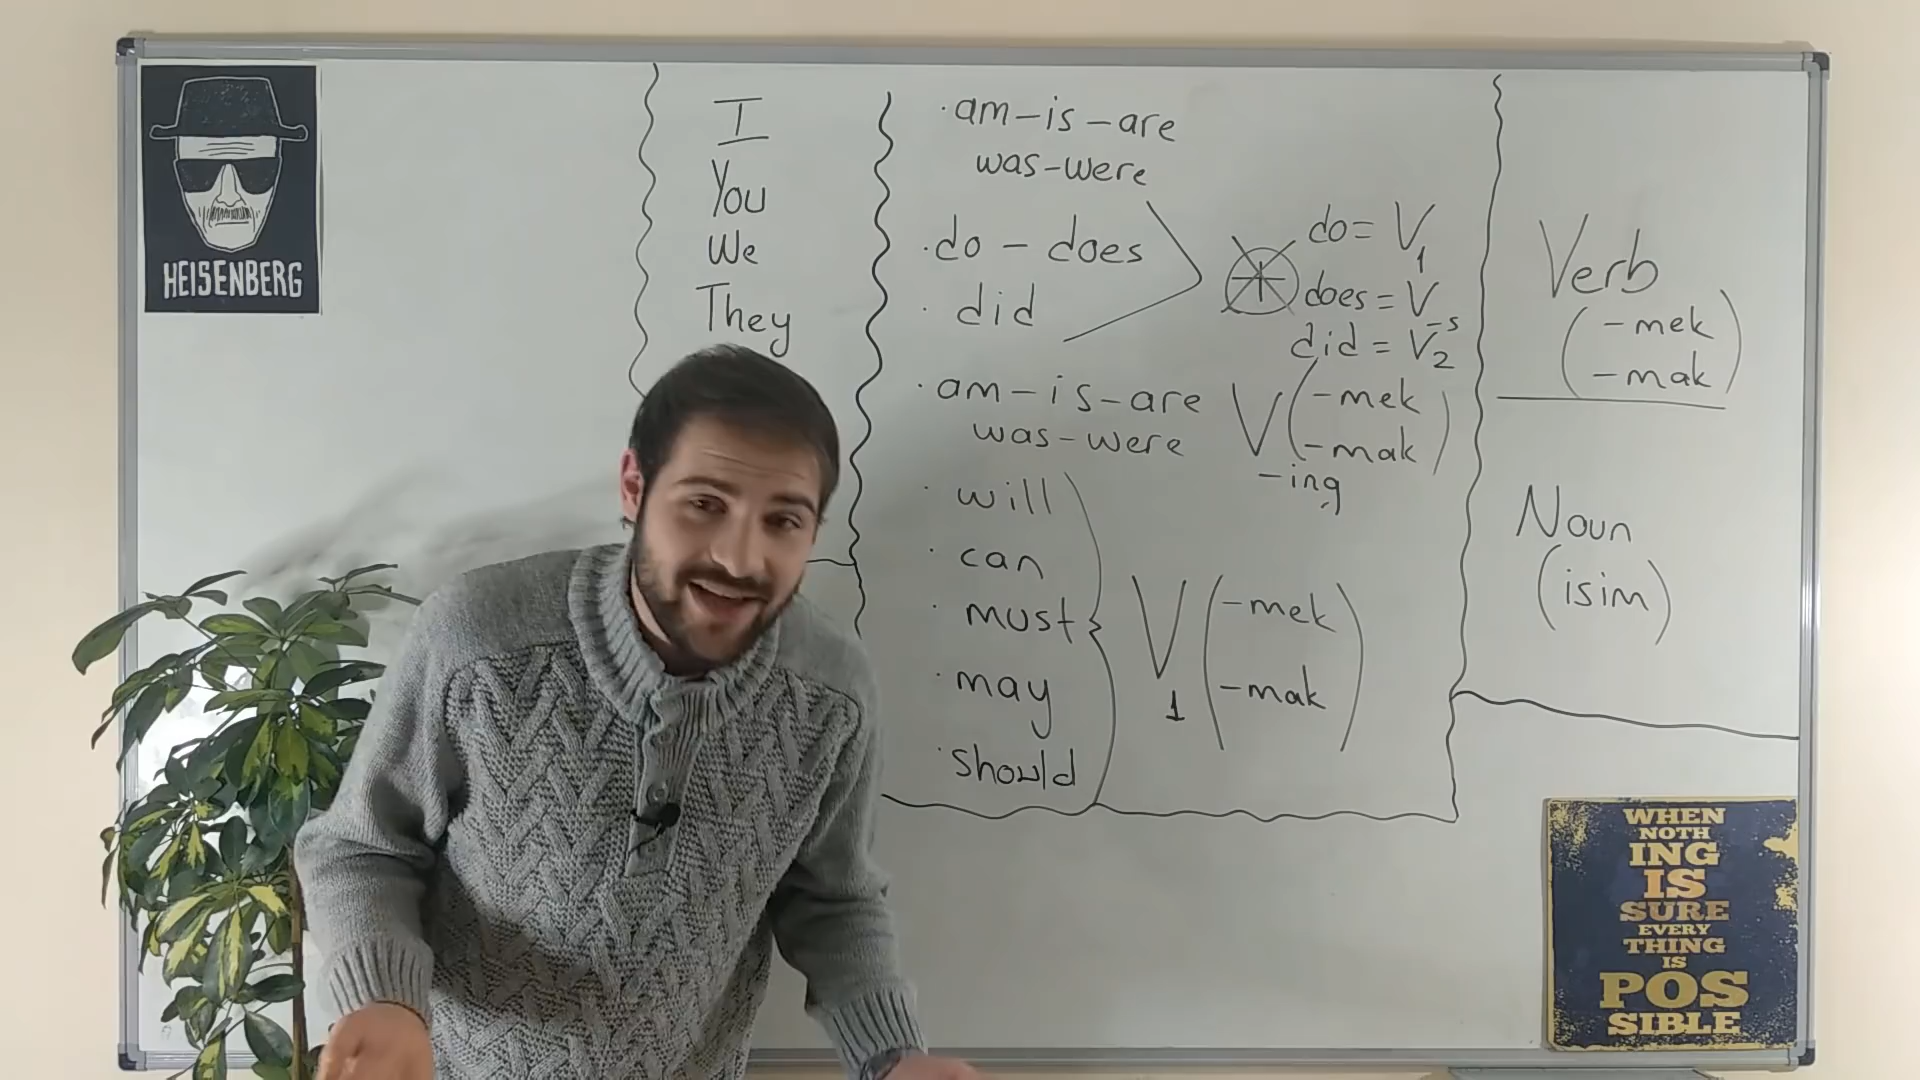 HEISENBERG
I
You
We
They
· am – is – are
was – were
· do – does
· did
+
do = V1
does = V-s
did = V2
· am – is – are
was – were
V (-mek
-mak)
-ing
· will
· can
· must
· may
· should
V1 (-mek
-mak)
Verb
(-mek
-mak)
Noun
(isim)
WHEN
NOTH
ING
IS
SURE
EVERY
THING
IS
POS
SIBLE